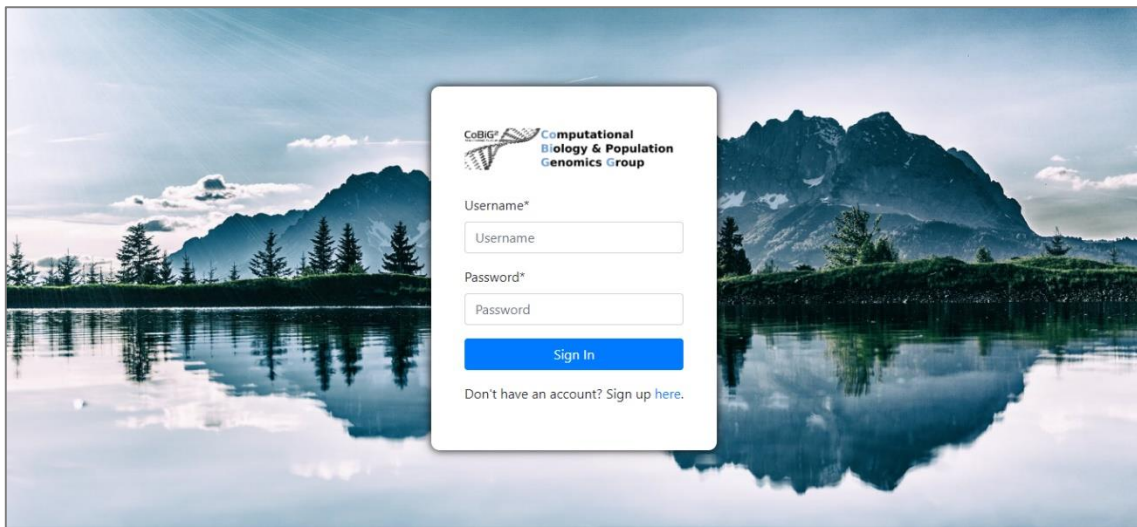 CoBiG²
Computational
Biology & Population
Genomics Group
Username*
Username
Password*
Password
Sign In
Don't have an account? Sign up here.